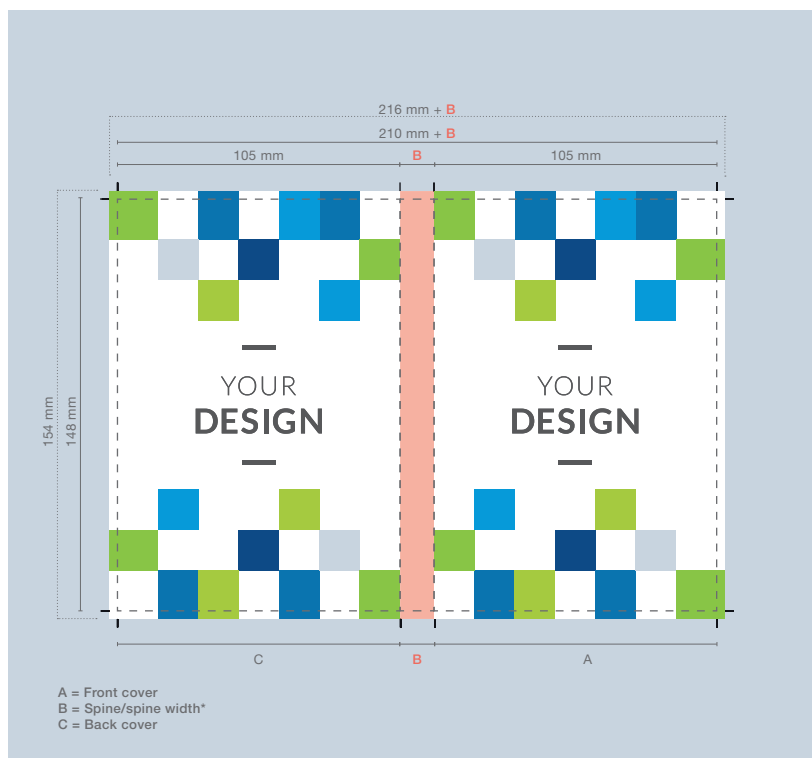 216 mm + B
210 mm + B
105 mm B 105 mm
154 mm
148 mm
YOUR
DESIGN
YOUR
DESIGN
C B A
A = Front cover
B = Spine/spine width*
C = Back cover